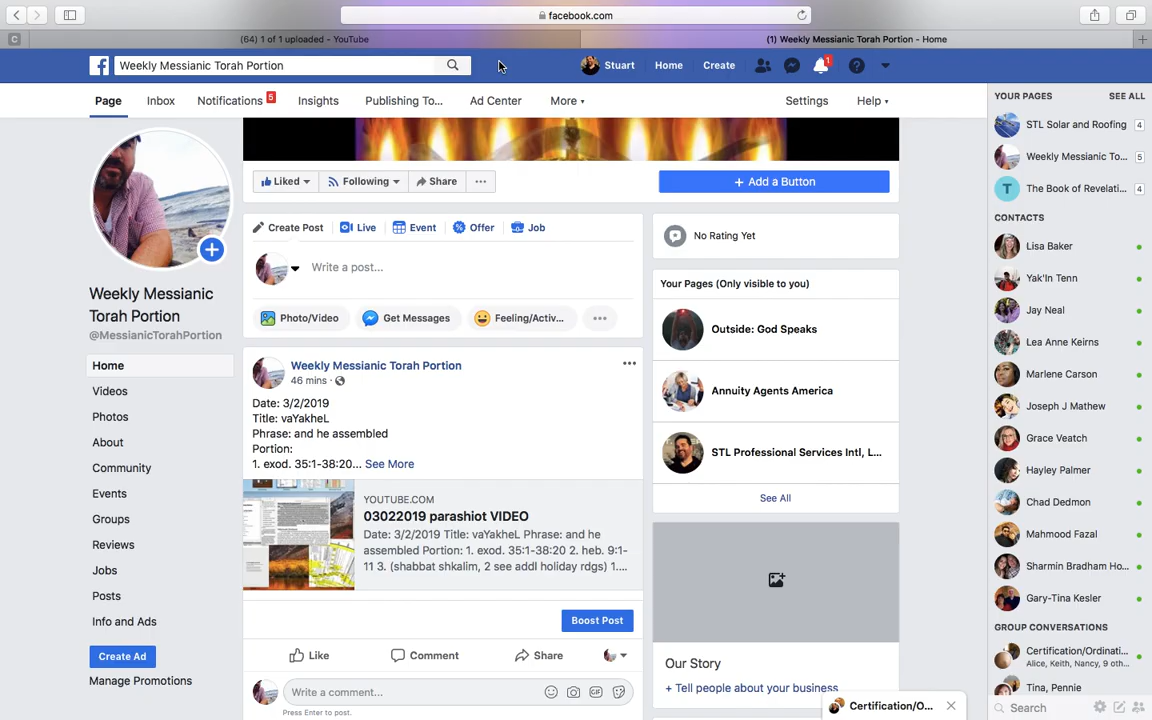 facebook.com
C
(64) 1 of 1 uploaded - YouTube
(1) Weekly Messianic Torah Portion - Home
Weekly Messianic Torah Portion
Stuart
Home
Create
1
Page
Inbox
Notifications 5
Insights
Publishing To...
Ad Center
More
Settings
Help
Weekly Messianic
Torah Portion
@MessianicTorahPortion
Home
Videos
Photos
About
Community
Events
Groups
Reviews
Jobs
Posts
Info and Ads
Create Ad
Manage Promotions
Liked
Following
Share
+ Add a Button
Create Post
Live
Event
Offer
Job
Write a post...
Photo/Video
Get Messages
Feeling/Activ...
Weekly Messianic Torah Portion
46 mins ·
Date: 3/2/2019
Title: vaYakheL
Phrase: and he assembled
Portion:
1. exod. 35:1-38:20... See More
YOUTUBE.COM
03022019 parashiot VIDEO
Date: 3/2/2019 Title: vaYakheL Phrase: and he
assembled Portion: 1. exod. 35:1-38:20 2. heb. 9:1-
11 3. (shabbat shkalim, 2 see addl holiday rdgs) 1....
Boost Post
Like
Comment
Share
Write a comment...
GIF
Press Enter to post.
No Rating Yet
Your Pages (Only visible to you)
Outside: God Speaks
Annuity Agents America
STL Professional Services Intl, L...
See All
Our Story
+ Tell people about your business
Certification/O...
YOUR PAGES
SEE ALL
STL Solar and Roofing 4
Weekly Messianic To... 5
T
The Book of Revelati... 4
CONTACTS
Lisa Baker
Yak'In Tenn
Jay Neal
Lea Anne Keirns
Marlene Carson
Joseph J Mathew
Grace Veatch
Hayley Palmer
Chad Dedmon
Mahmood Fazal
Sharmin Bradham Ho...
Gary-Tina Kesler
GROUP CONVERSATIONS
Certification/Ordinati...
Alice, Keith, Nancy, 9 oth...
Tina, Pennie
Search